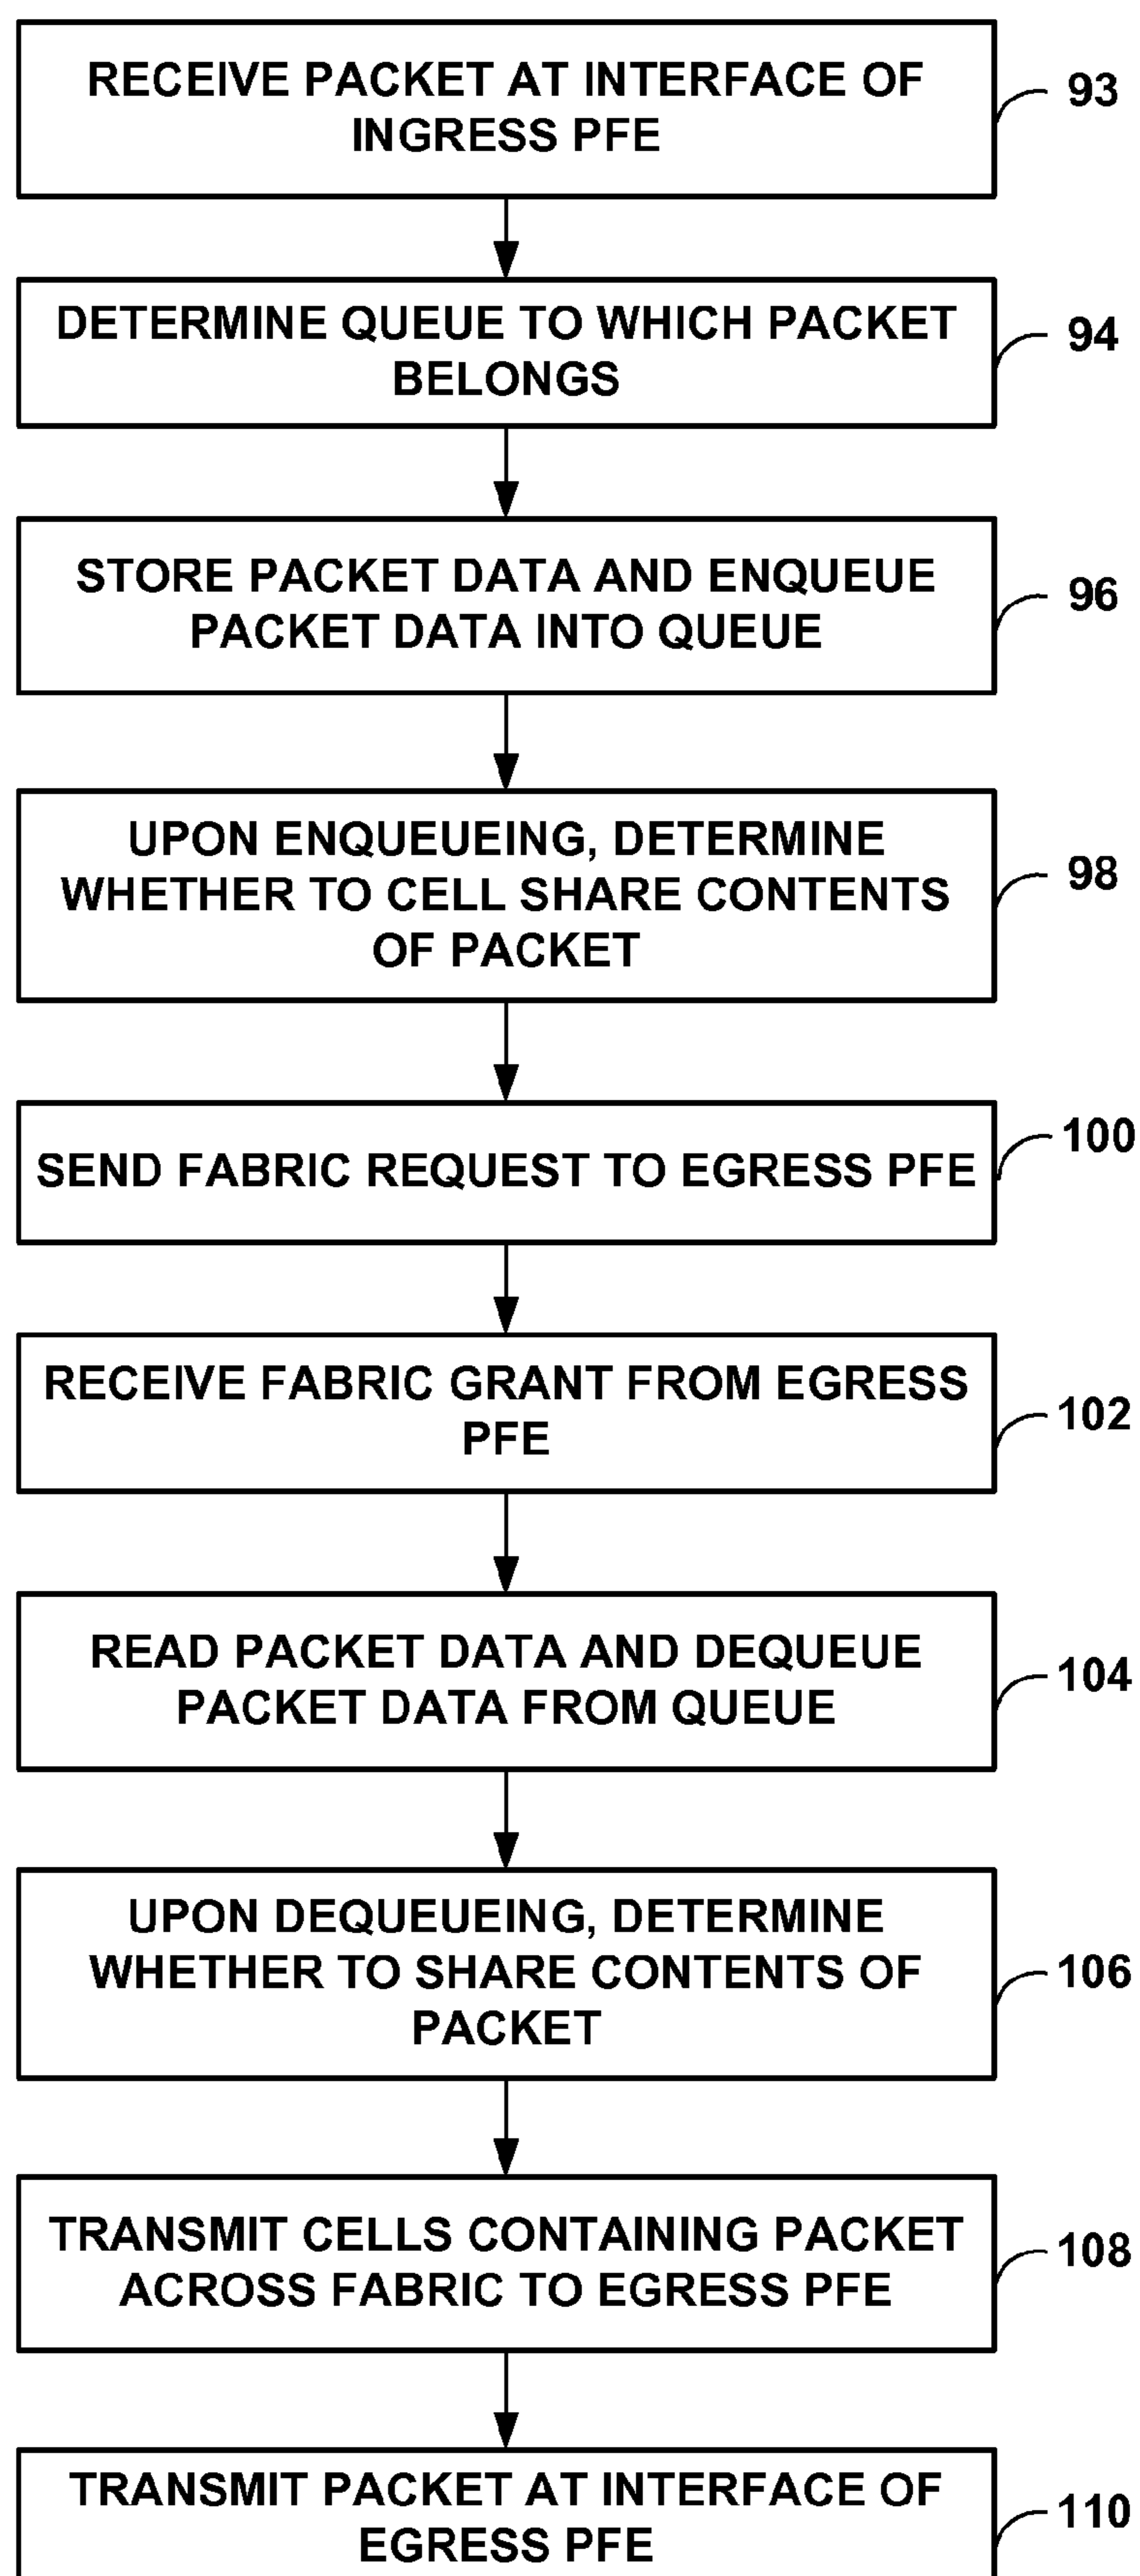 RECEIVE PACKET AT INTERFACE OF
INGRESS PFE
93
DETERMINE QUEUE TO WHICH PACKET
BELONGS
94
STORE PACKET DATA AND ENQUEUE
PACKET DATA INTO QUEUE
96
UPON ENQUEUEING, DETERMINE
WHETHER TO CELL SHARE CONTENTS
OF PACKET
98
SEND FABRIC REQUEST TO EGRESS PFE
100
RECEIVE FABRIC GRANT FROM EGRESS
PFE
102
READ PACKET DATA AND DEQUEUE
PACKET DATA FROM QUEUE
104
UPON DEQUEUEING, DETERMINE
WHETHER TO SHARE CONTENTS OF
PACKET
106
TRANSMIT CELLS CONTAINING PACKET
ACROSS FABRIC TO EGRESS PFE
108
TRANSMIT PACKET AT INTERFACE OF
EGRESS PFE
110